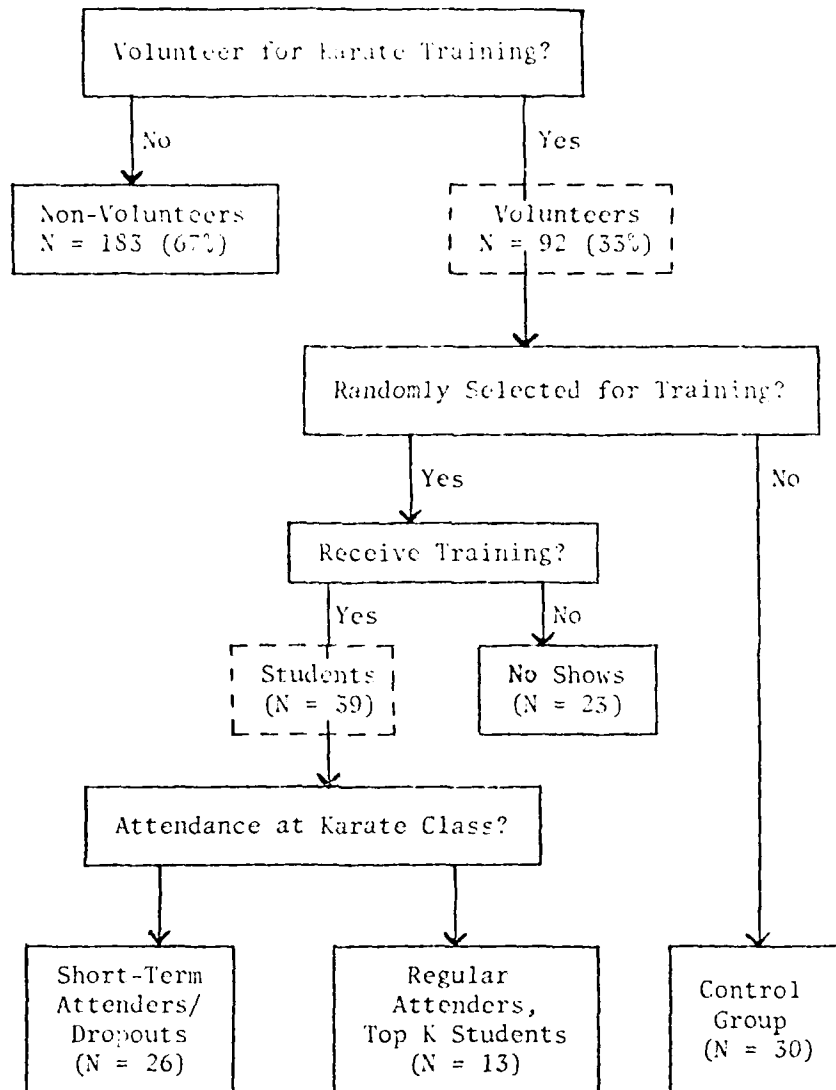 Volunteer for Karate Training?
No
Yes
Non-Volunteers
N = 183 (67%)
Volunteers
N = 92 (33%)
Randomly Selected for Training?
Yes
No
Receive Training?
Yes
No
Students
(N = 39)
No Shows
(N = 23)
Attendance at Karate Class?
Short-Term
Attenders/
Dropouts
(N = 26)
Regular
Attenders,
Top K Students
(N = 13)
Control
Group
(N = 30)